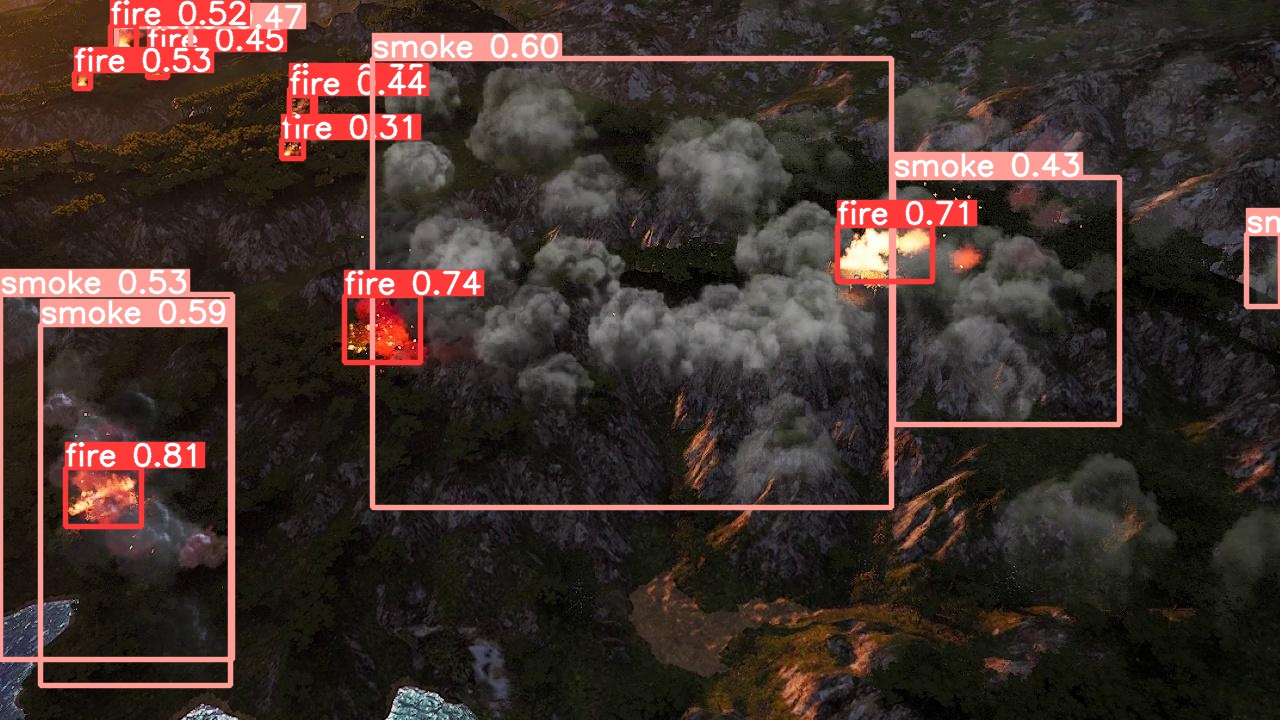 fire 0.52
.47
fire 0.45
fire 0.53
smoke 0.60
fire 0.44
fire 0.31
smoke 0.43
fire 0.71
smoke 0.53
fire 0.74
smoke 0.59
fire 0.81